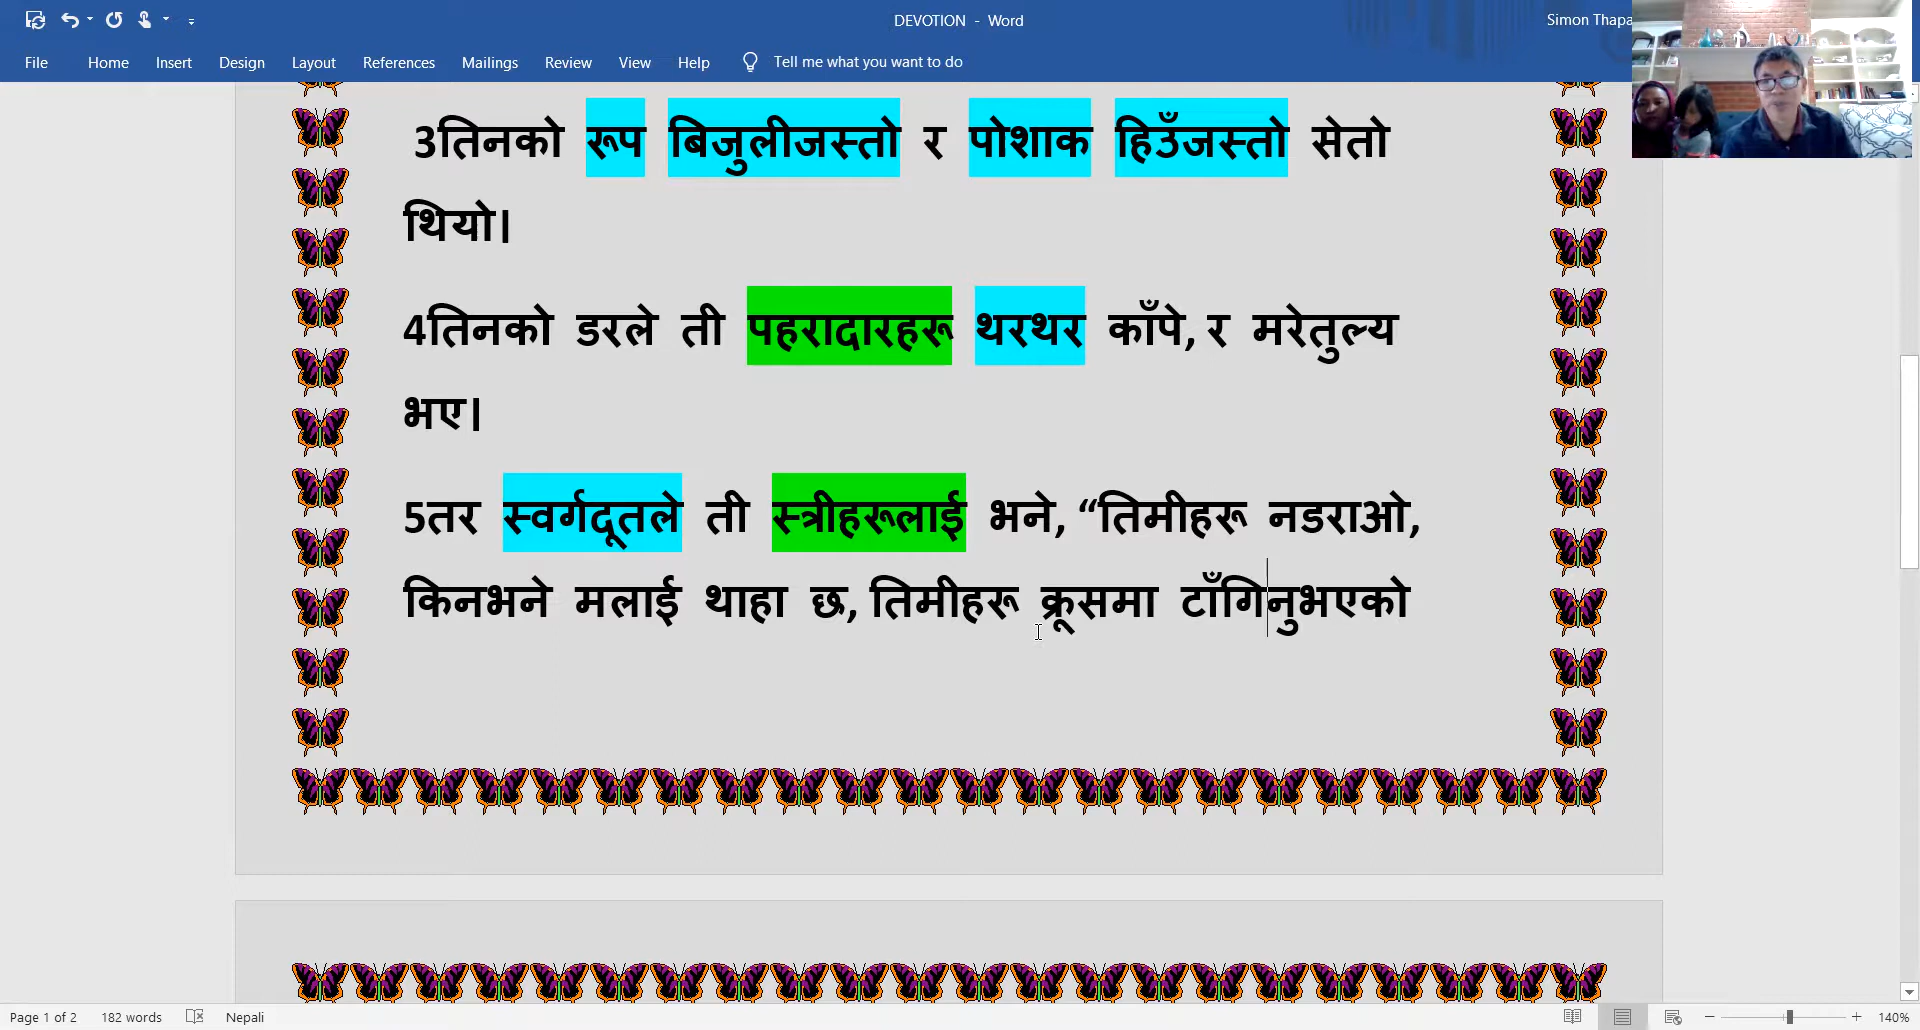 DEVOTION - Word
Simon Thapa
File Home Insert Design Layout References Mailings Review View Help Tell me what you want to do
3तिनको रूप बिजुलीजस्तो र पोशाक हिउँजस्तो सेतो
थियो।
4तिनको डरले ती पहरादारहरू थरथर काँपे, र मरेतुल्य
भए।
5तर स्वर्गदूतले ती स्त्रीहरूलाई भने, “तिमीहरू नडराओ,
किनभने मलाई थाहा छ, तिमीहरू क्रूसमा टाँगिनुभएको
Page 1 of 2 182 words Nepali 140%